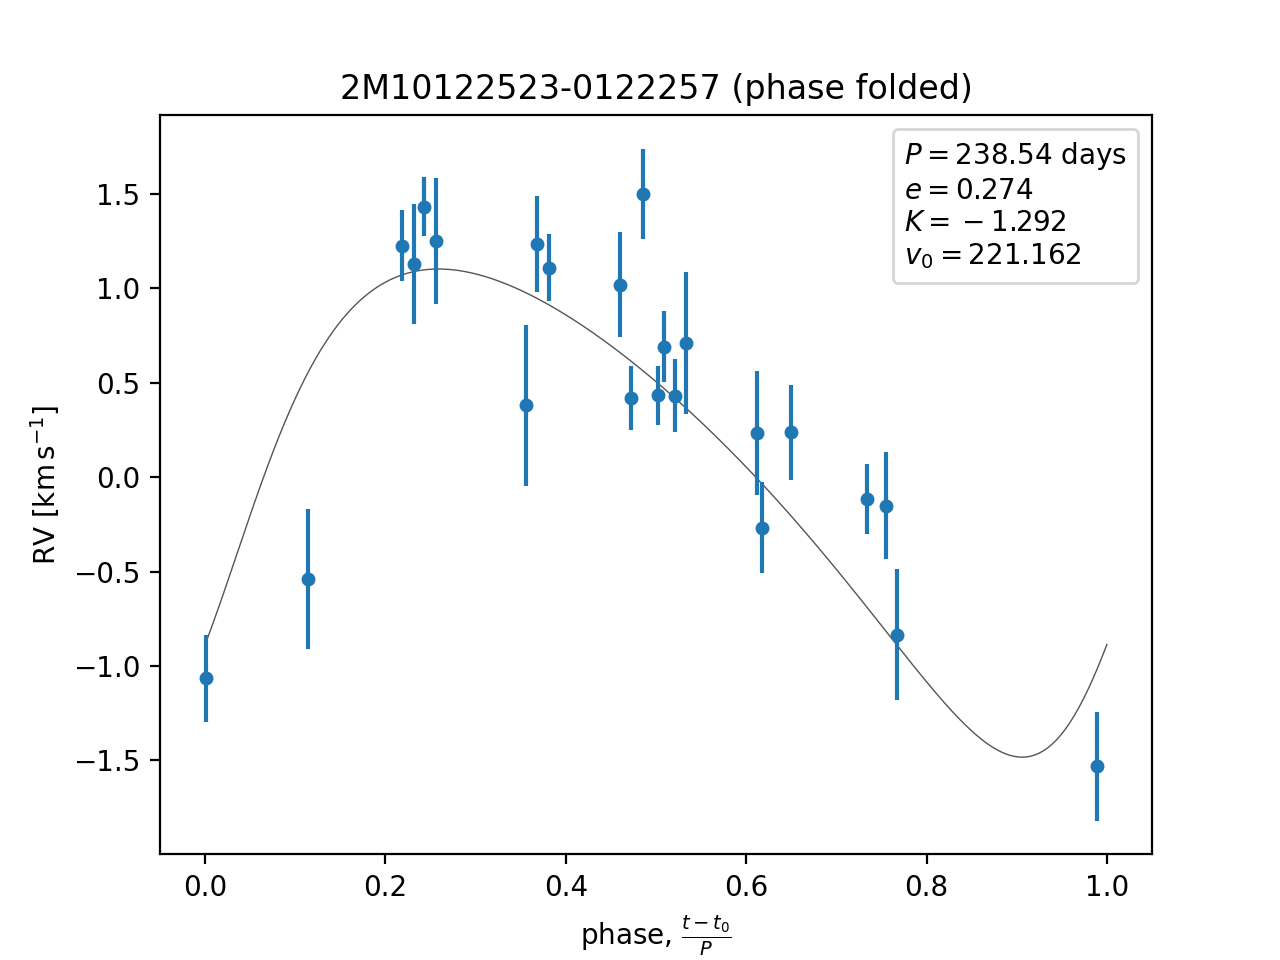 2M10122523-0122257 (phase folded)
P = 238.54 days
e = 0.274
K = −1.292
v₀ = 221.162
1.5
1.0
0.5
0.0
−0.5
−1.0
−1.5
RV [km s⁻¹]
0.0 0.2 0.4 0.6 0.8 1.0
phase, (t − t₀)/P